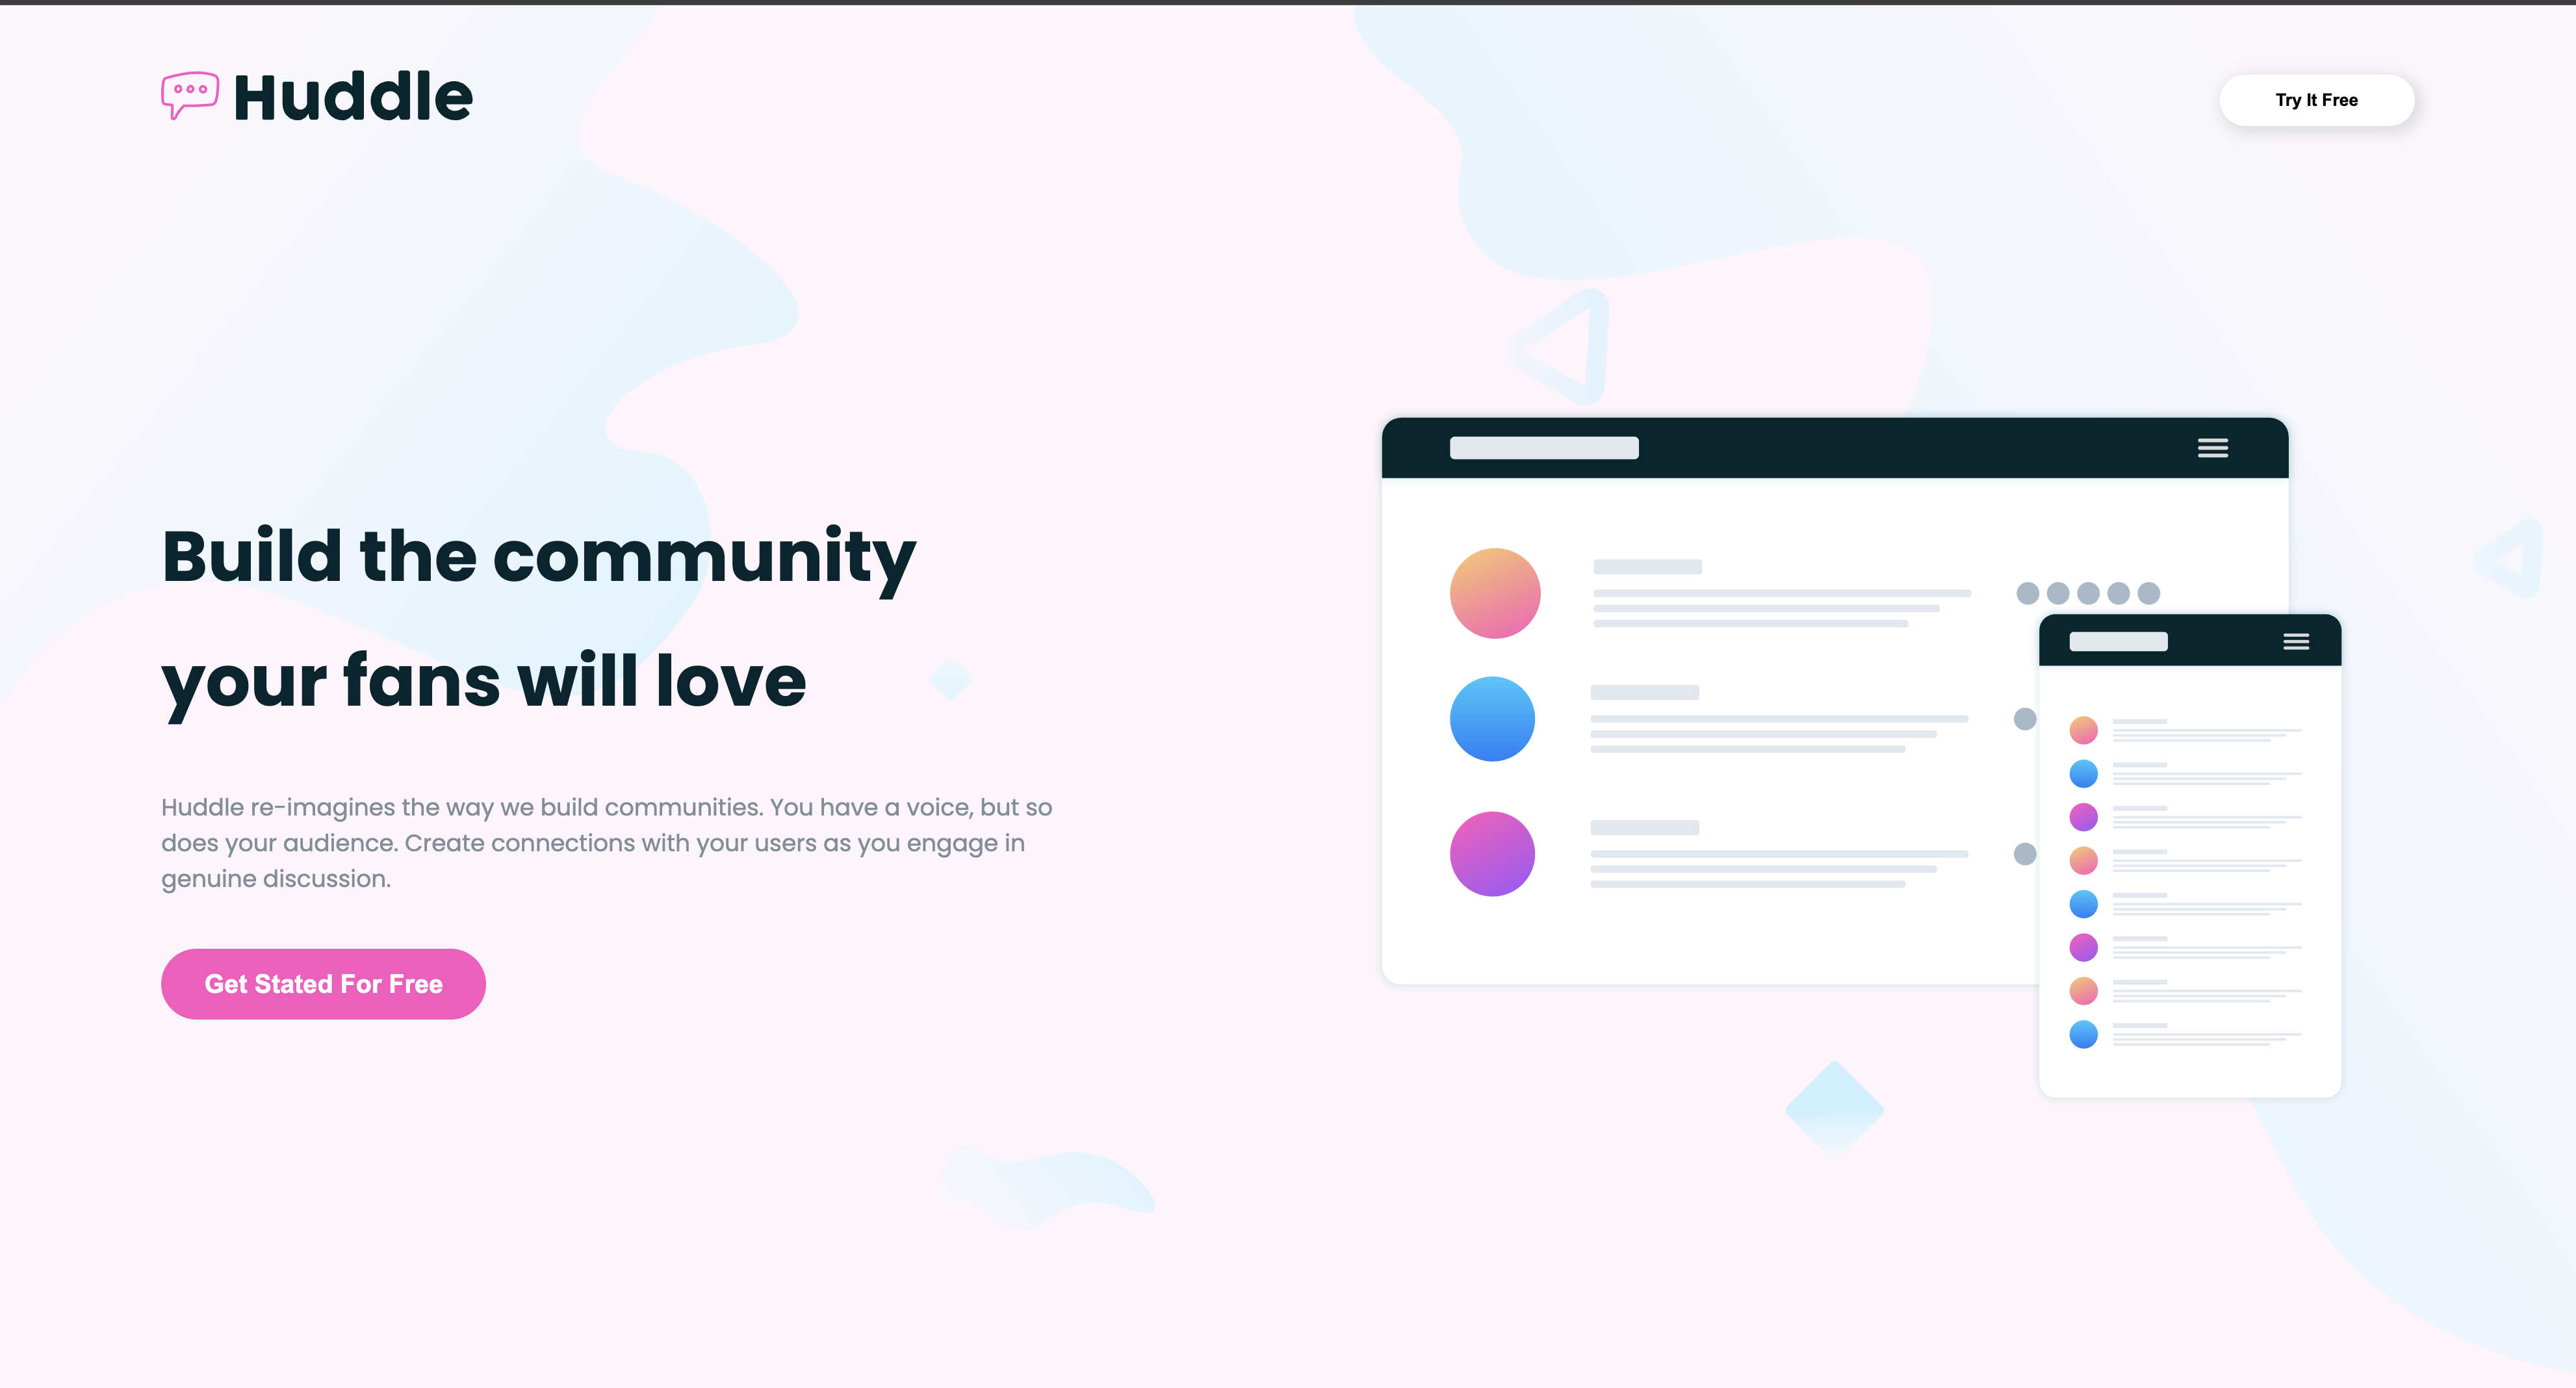 Huddle
Try It Free
Build the community
your fans will love
Huddle re-imagines the way we build communities. You have a voice, but so
does your audience. Create connections with your users as you engage in
genuine discussion.
Get Stated For Free